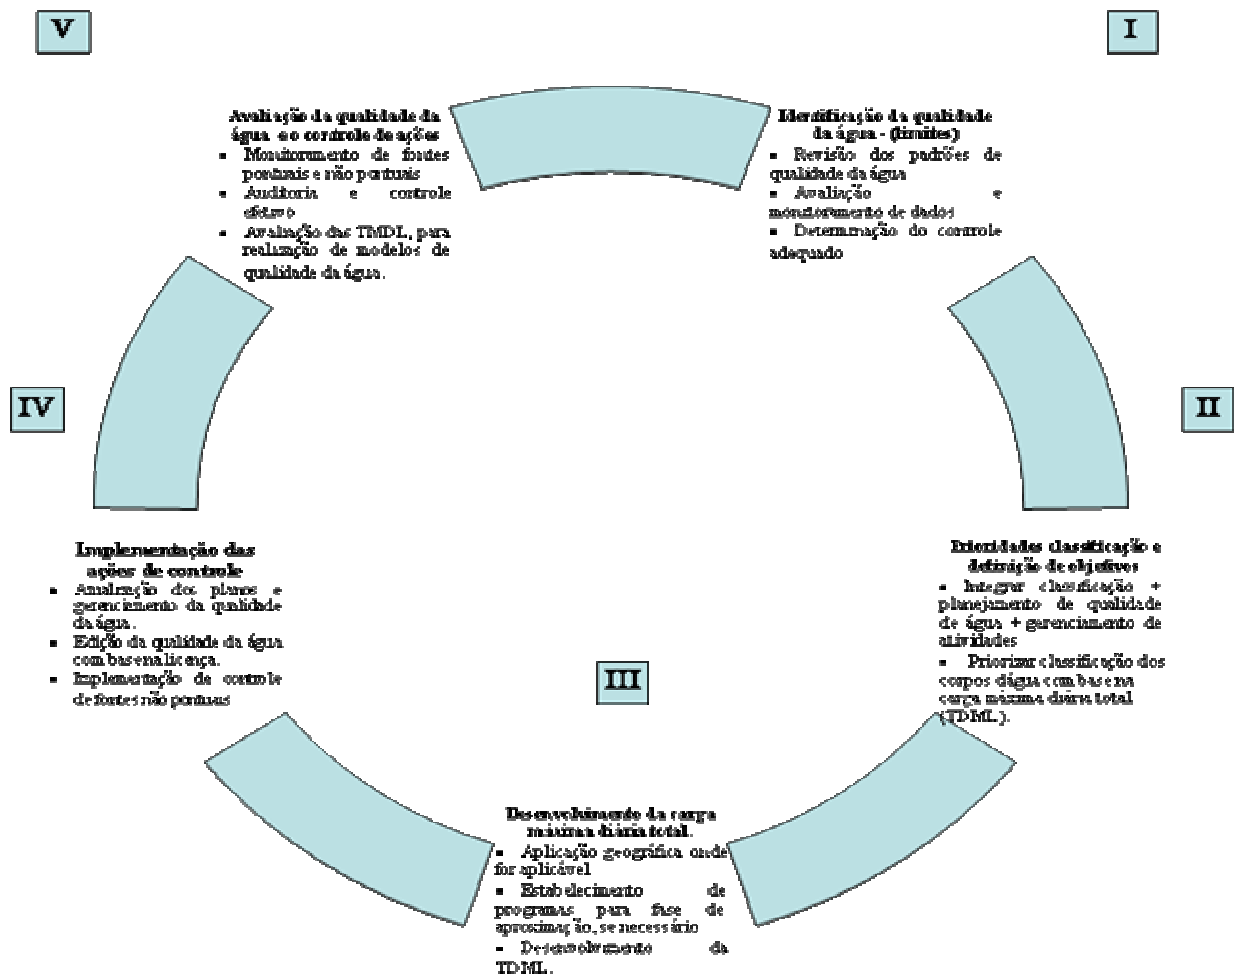 V
I
Avaliação da qualidade da
água e o controle de ações
▪ Monitoramento de fontes
pontuais e não pontuais
▪ Auditoria e controle
efetivo
▪ Avaliação das TMDL, para
realização de modelos de
qualidade da água.
Identificação da qualidade
da água - (limites)
▪ Revisão dos padrões de
qualidade da água
▪ Avaliação e
monitoramento de dados
▪ Determinação do controle
adequado
IV
II
Implementação das
ações de controle
▪ Atualização dos planos e
gerenciamento da qualidade
da água.
▪ Edição da qualidade da água
com base na licença.
▪ Implementação de controle
de fontes não pontuais
Prioridades classificação e
definição de objetivos
▪ Integrar classificação +
planejamento de qualidade
de água + gerenciamento de
atividades
▪ Priorizar classificação dos
corpos dágua com base na
carga máxima diária total
(TDML).
III
Desenvolvimento da carga
máxima diária total.
▪ Aplicação geográfica onde
for aplicável
▪ Estabelecimento de
programas para fase de
aproximação, se necessário
▪ Desenvolvimento da
TDML.